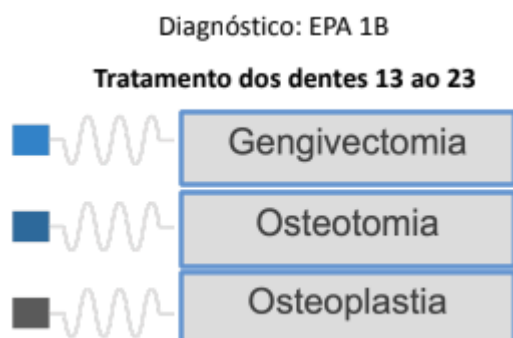 Diagnóstico: EPA 1B
Tratamento dos dentes 13 ao 23
Gengivectomia
Osteotomia
Osteoplastia